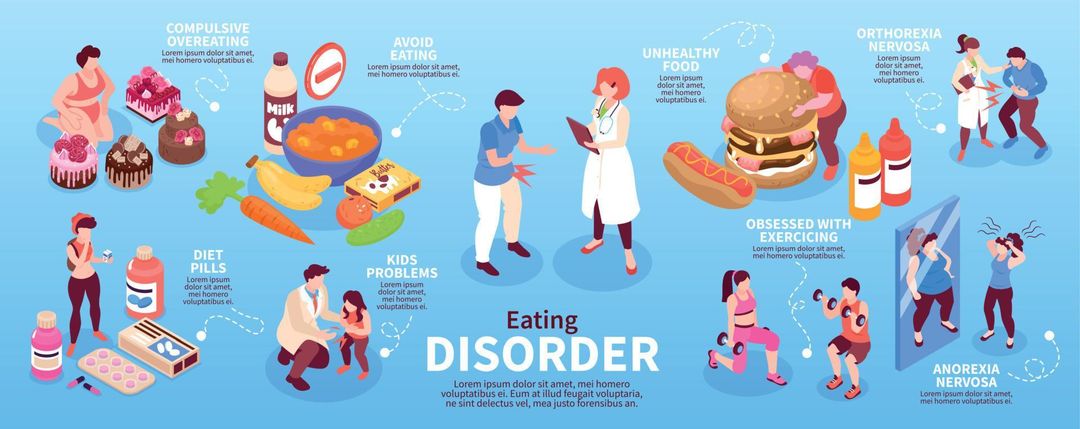 COMPULSIVE
OVEREATING
Lorem ipsum dolor sit amet,
mei homero voluptatibus ei.
AVOID
EATING
Lorem ipsum dolor sit amet,
mei homero voluptatibus ei.
Milk
Butter
UNHEALTHY
FOOD
Lorem ipsum
dolor sit amet,
mei homero
voluptatibus ei.
ORTHOREXIA
NERVOSA
Lorem ipsum dolor sit amet,
mei homero voluptatibus ei.
DIET
PILLS
Lorem ipsum
dolor sit amet,
mei homero
voluptatibus ei.
KIDS
PROBLEMS
Lorem ipsum
dolor sit amet,
mei homero
voluptatibus ei.
Eating
DISORDER
Lorem ipsum dolor sit amet, mei homero
voluptatibus ei. Eum at illum feugait voluptaria,
ne sint delectus vel, exerci possim his an.
OBSESSED WITH
EXERCICING
Lorem ipsum dolor sit amet,
mei homero voluptatibus ei.
ANOREXIA
NERVOSA
Lorem ipsum dolor sit amet,
mei homero voluptatibus ei.